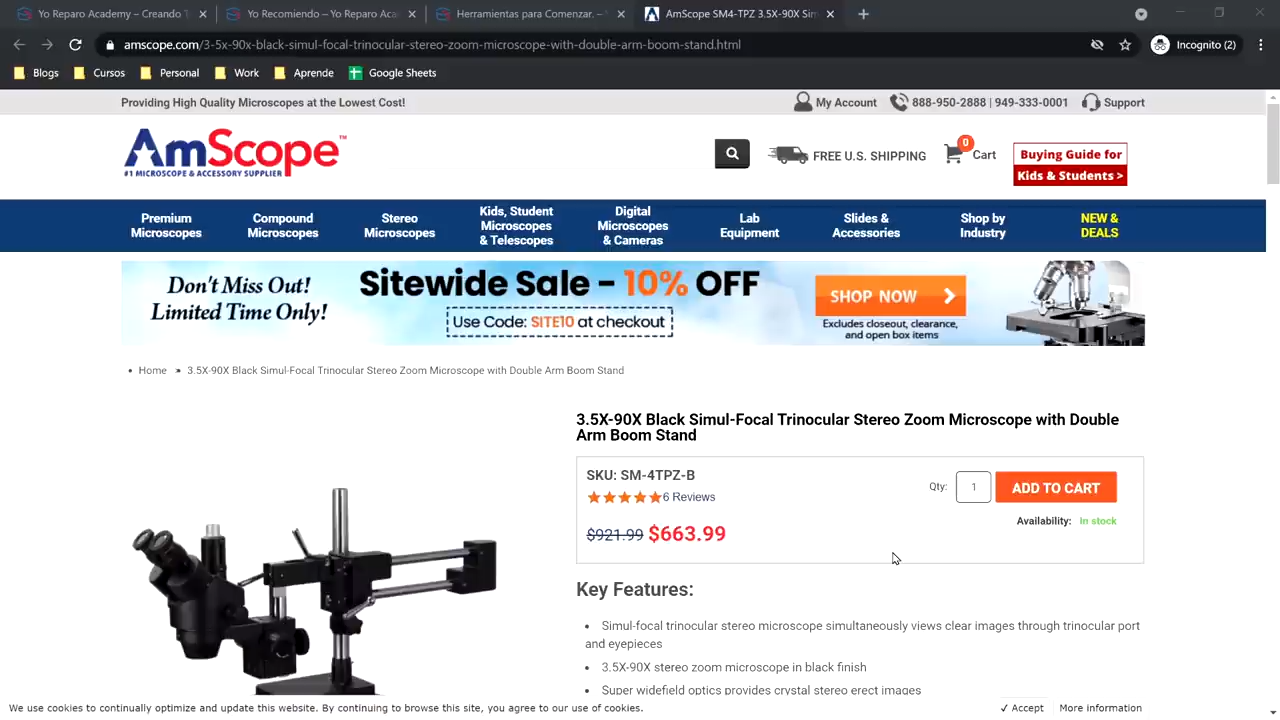 Yo Reparo Academy – Creando T
Yo Recomiendo – Yo Reparo Aca
Herramientas para Comenzar. –
AmScope SM4-TPZ 3.5X-90X Sim
amscope.com/3-5x-90x-black-simul-focal-trinocular-stereo-zoom-microscope-with-double-arm-boom-stand.html
Incognito (2)
Blogs
Cursos
Personal
Work
Aprende
Google Sheets
Providing High Quality Microscopes at the Lowest Cost!
My Account
888-950-2888 | 949-333-0001
Support
AmScope™
#1 MICROSCOPE & ACCESSORY SUPPLIER
FREE U.S. SHIPPING
0
Cart
Buying Guide for
Kids & Students >
Premium
Microscopes
Compound
Microscopes
Stereo
Microscopes
Kids, Student
Microscopes
& Telescopes
Digital
Microscopes
& Cameras
Lab
Equipment
Slides &
Accessories
Shop by
Industry
NEW &
DEALS
Don't Miss Out!
Limited Time Only!
Sitewide Sale – 10% OFF
Use Code: SITE10 at checkout
SHOP NOW
Excludes closeout, clearance,
and open box items
Home » 3.5X-90X Black Simul-Focal Trinocular Stereo Zoom Microscope with Double Arm Boom Stand
3.5X-90X Black Simul-Focal Trinocular Stereo Zoom Microscope with Double
Arm Boom Stand
SKU: SM-4TPZ-B
6 Reviews
$921.99 $663.99
Qty: 1
ADD TO CART
Availability: In stock
Key Features:
• Simul-focal trinocular stereo microscope simultaneously views clear images through trinocular port
and eyepieces
• 3.5X-90X stereo zoom microscope in black finish
• Super widefield optics provides crystal stereo erect images
We use cookies to continually optimize and update this website. By continuing to browse this site, you agree to our use of cookies.
✓ Accept
More information